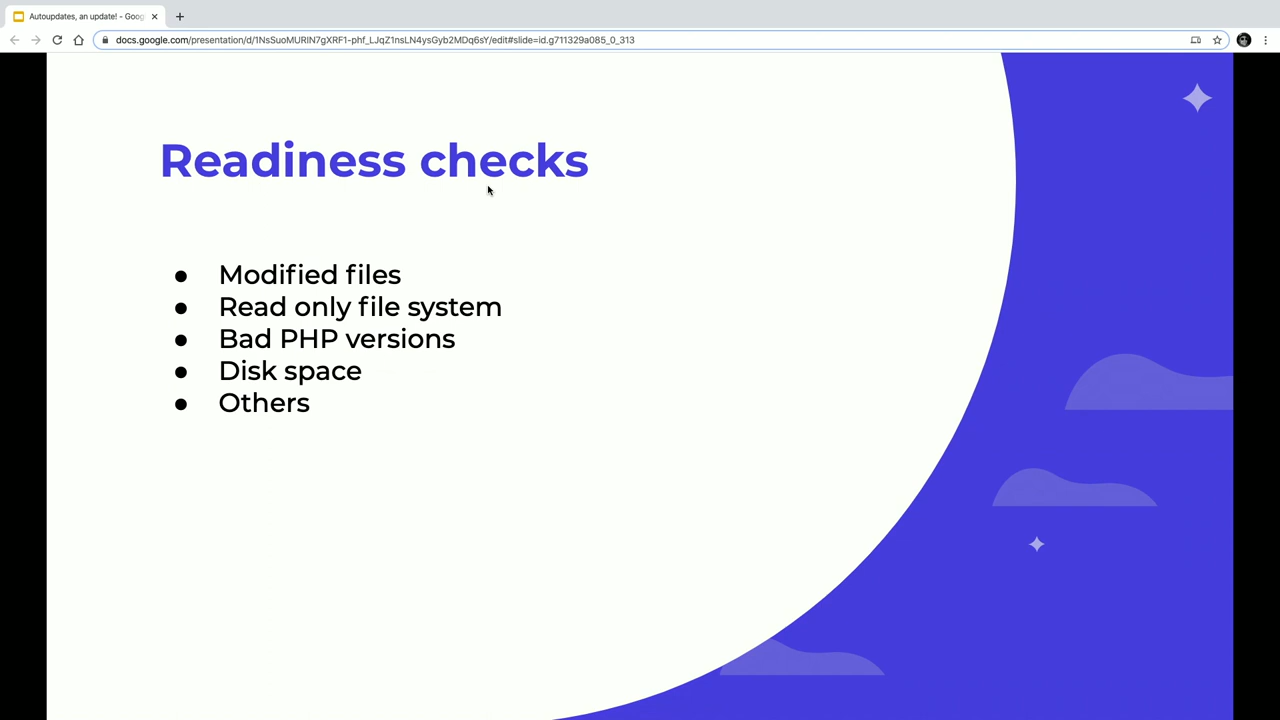 Autoupdates, an update! - Goog
docs.google.com/presentation/d/1NsSuoMURIN7gXRF1-phf_LJqZ1nsLN4ysGyb2MDq6sY/edit#slide=id.g711329a085_0_313
Readiness checks
● Modified files
● Read only file system
● Bad PHP versions
● Disk space
● Others